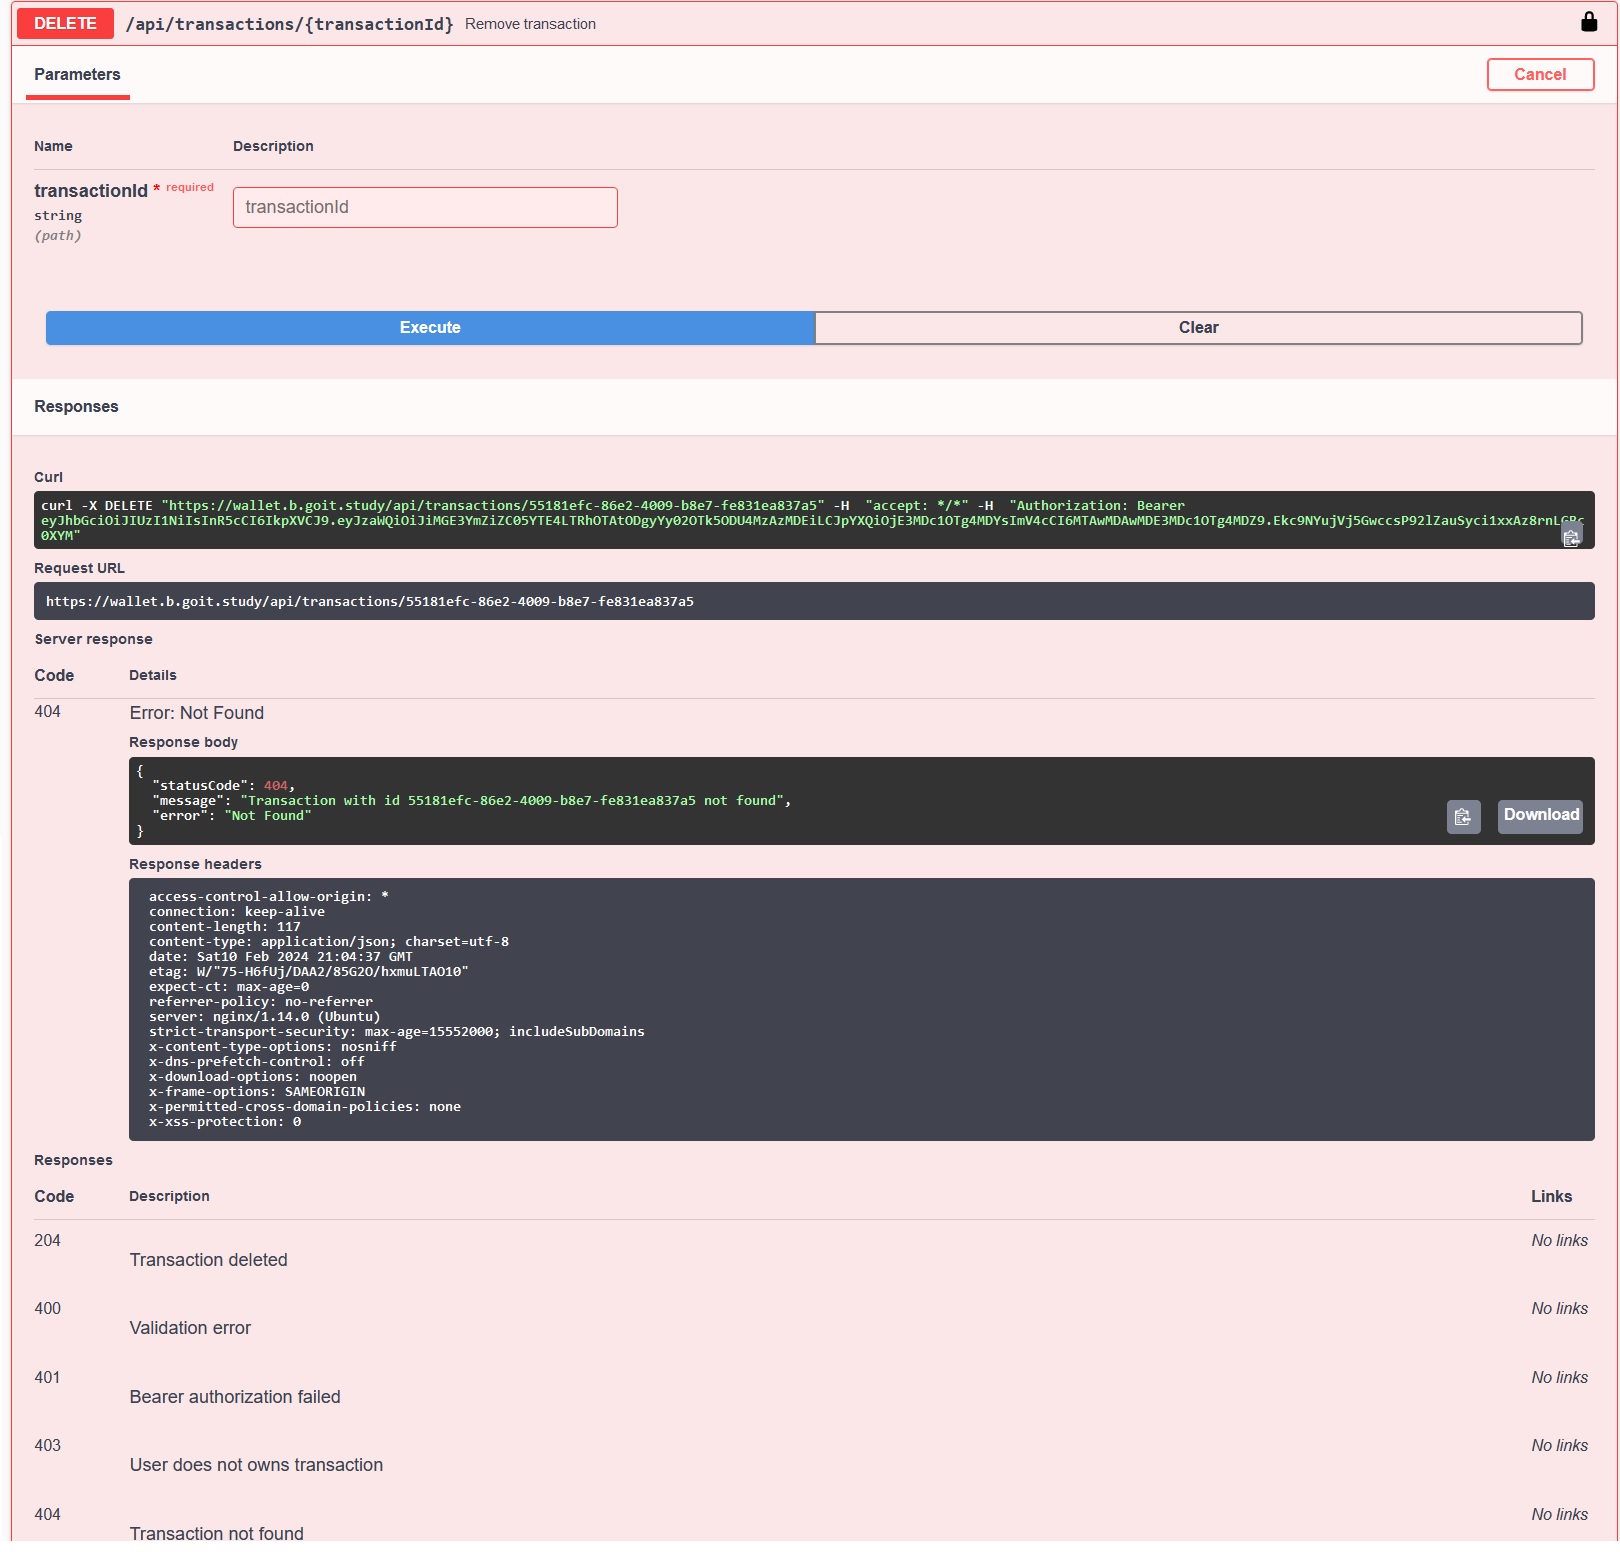 DELETE /api/transactions/{transactionId} Remove transaction
Parameters Cancel
Name Description
transactionId * required
string
(path)
transactionId
Execute Clear
Responses
Curl
curl -X DELETE "https://wallet.b.goit.study/api/transactions/55181efc-86e2-4009-b8e7-fe831ea837a5" -H  "accept: */*" -H  "Authorization: Bearer
0XYM"
Request URL
https://wallet.b.goit.study/api/transactions/55181efc-86e2-4009-b8e7-fe831ea837a5
Server response
Code Details
404 Error: Not Found
Response body
{
  "statusCode": 404,
  "message": "Transaction with id 55181efc-86e2-4009-b8e7-fe831ea837a5 not found",
  "error": "Not Found"
}
Download
Response headers
access-control-allow-origin: *
connection: keep-alive
content-length: 117
content-type: application/json; charset=utf-8
date: Sat10 Feb 2024 21:04:37 GMT
etag: W/"75-H6fUj/DAA2/85G2O/hxmuLTAO10"
expect-ct: max-age=0
referrer-policy: no-referrer
server: nginx/1.14.0 (Ubuntu)
strict-transport-security: max-age=15552000; includeSubDomains
x-content-type-options: nosniff
x-dns-prefetch-control: off
x-download-options: noopen
x-frame-options: SAMEORIGIN
x-permitted-cross-domain-policies: none
x-xss-protection: 0
Responses
Code Description Links
204 No links
Transaction deleted
400 No links
Validation error
401 No links
Bearer authorization failed
403 No links
User does not owns transaction
404 No links
Transaction not found